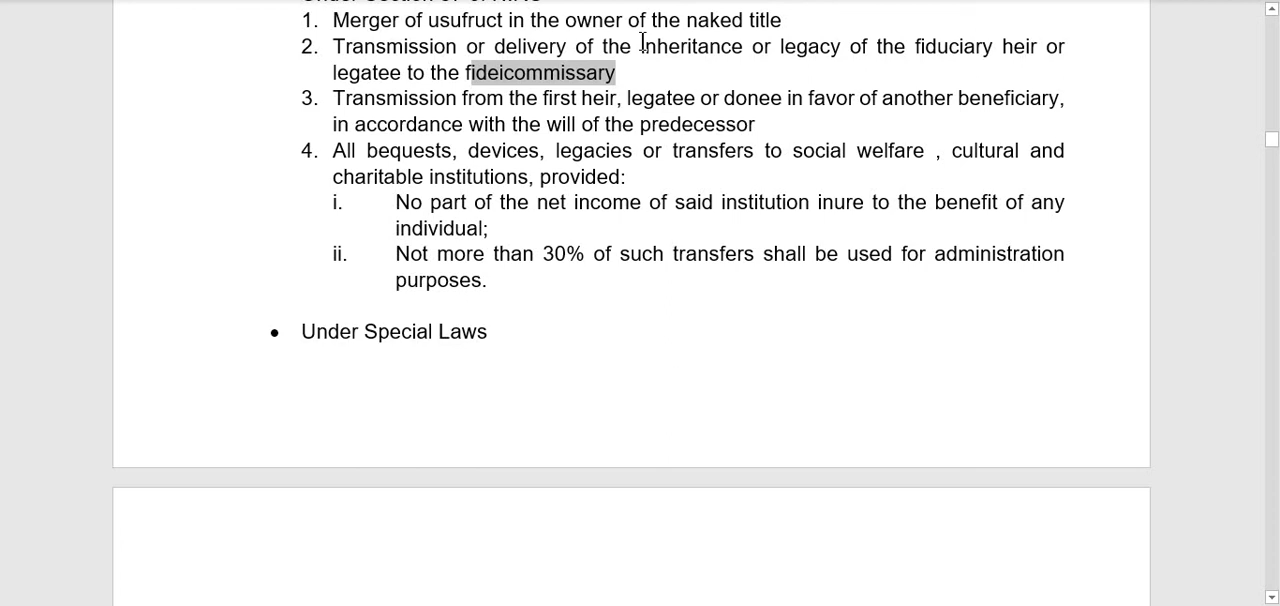 1. Merger of usufruct in the owner of the naked title
2. Transmission or delivery of the inheritance or legacy of the fiduciary heir or
legatee to the fideicommissary
3. Transmission from the first heir, legatee or donee in favor of another beneficiary,
in accordance with the will of the predecessor
4. All bequests, devices, legacies or transfers to social welfare , cultural and
charitable institutions, provided:
i. No part of the net income of said institution inure to the benefit of any
individual;
ii. Not more than 30% of such transfers shall be used for administration
purposes.
• Under Special Laws